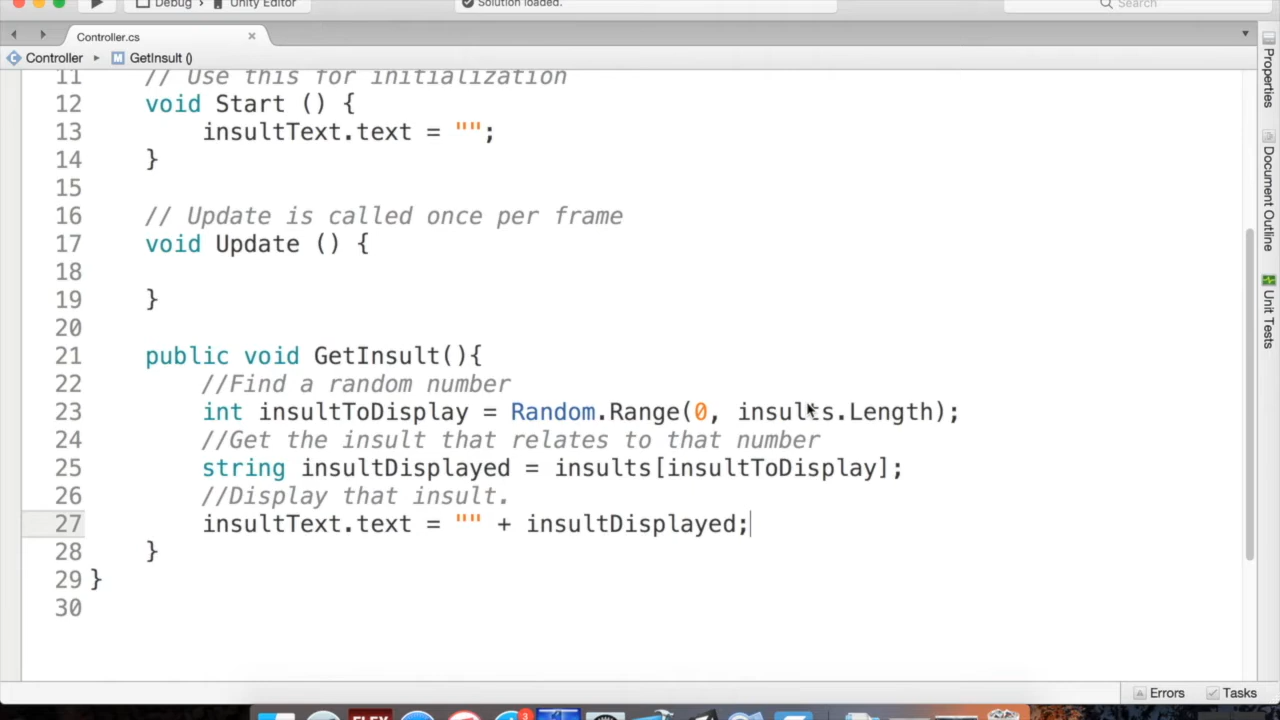 Debug Unity Editor Solution loaded. Search
Controller.cs
Controller GetInsult ()
11 // Use this for initialization
12 void Start () {
13 insultText.text = "";
14 }
15
16 // Update is called once per frame
17 void Update () {
18
19 }
20
21 public void GetInsult(){
22 //Find a random number
23 int insultToDisplay = Random.Range(0, insults.Length);
24 //Get the insult that relates to that number
25 string insultDisplayed = insults[insultToDisplay];
26 //Display that insult.
27 insultText.text = "" + insultDisplayed;
28 }
29 }
30
Properties
Document Outline
Unit Tests
Errors Tasks
3
FLEX